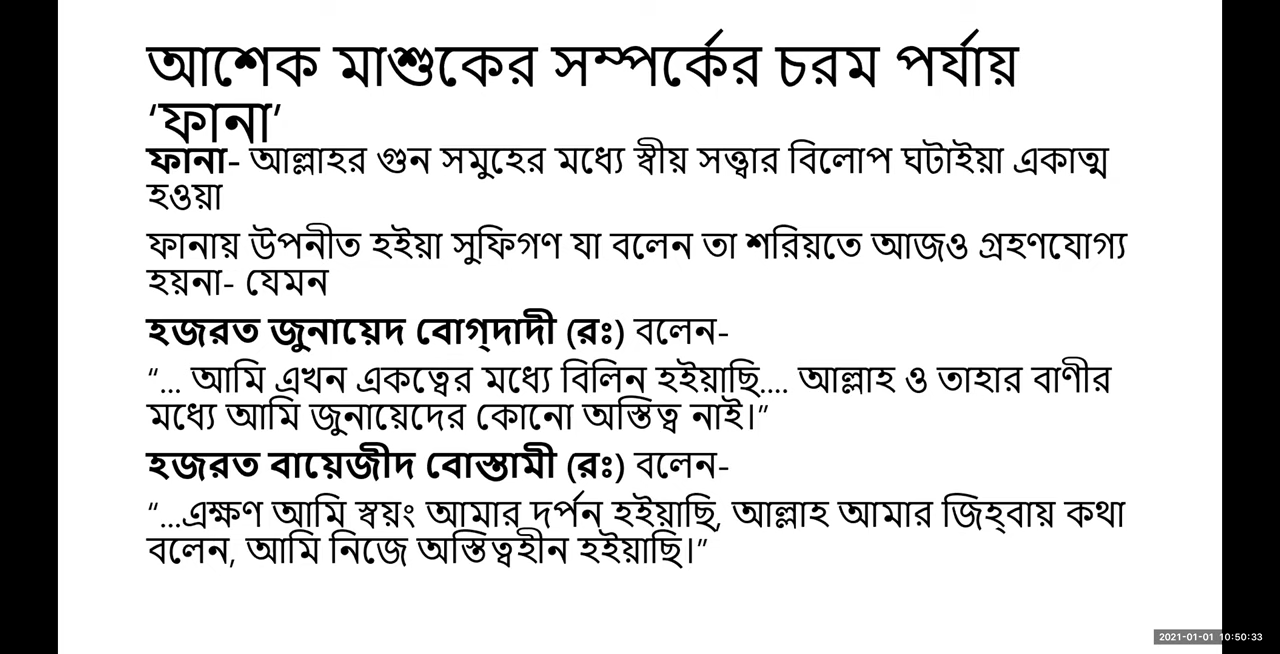 আশেক মাশুকের সম্পর্কের চরম পর্যায়
‘ফানা’
ফানা- আল্লাহর গুন সমুহের মধ্যে স্বীয় সত্ত্বার বিলোপ ঘটাইয়া একাত্ম
হওয়া
ফানায় উপনীত হইয়া সুফিগণ যা বলেন তা শরিয়তে আজও গ্রহণযোগ্য
হয়না- যেমন
হজরত জুনায়েদ বোগ্‌দাদী (রঃ) বলেন-
“... আমি এখন একত্বের মধ্যে বিলিন হইয়াছি.... আল্লাহ ও তাহার বাণীর
মধ্যে আমি জুনায়েদের কোনো অস্তিত্ব নাই।”
হজরত বায়েজীদ বোস্তামী (রঃ) বলেন-
“...এক্ষণ আমি স্বয়ং আমার দর্পন হইয়াছি, আল্লাহ আমার জিহ্‌বায় কথা
বলেন, আমি নিজে অস্তিত্বহীন হইয়াছি।”
2021-01-01 10:50:33